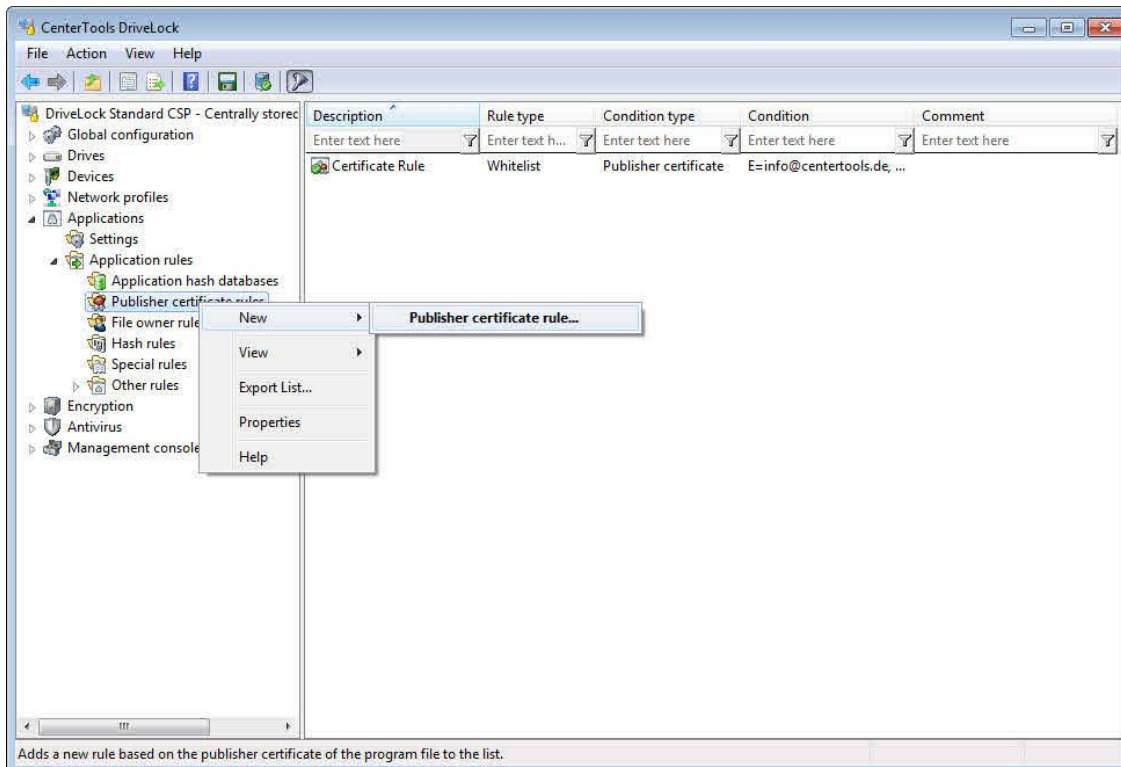 CenterTools DriveLock
File Action View Help
DriveLock Standard CSP - Centrally storec
Global configuration
Drives
Devices
Network profiles
Applications
Settings
Application rules
Application hash databases
Publisher certificate rules
File owner rule
Hash rules
Special rules
Other rules
Encryption
Antivirus
Management console
Description Rule type Condition type Condition Comment
Enter text here Enter text h... Enter text here Enter text here Enter text here
Certificate Rule Whitelist Publisher certificate E=info@centertools.de, ...
New
Publisher certificate rule...
View
Export List...
Properties
Help
Adds a new rule based on the publisher certificate of the program file to the list.